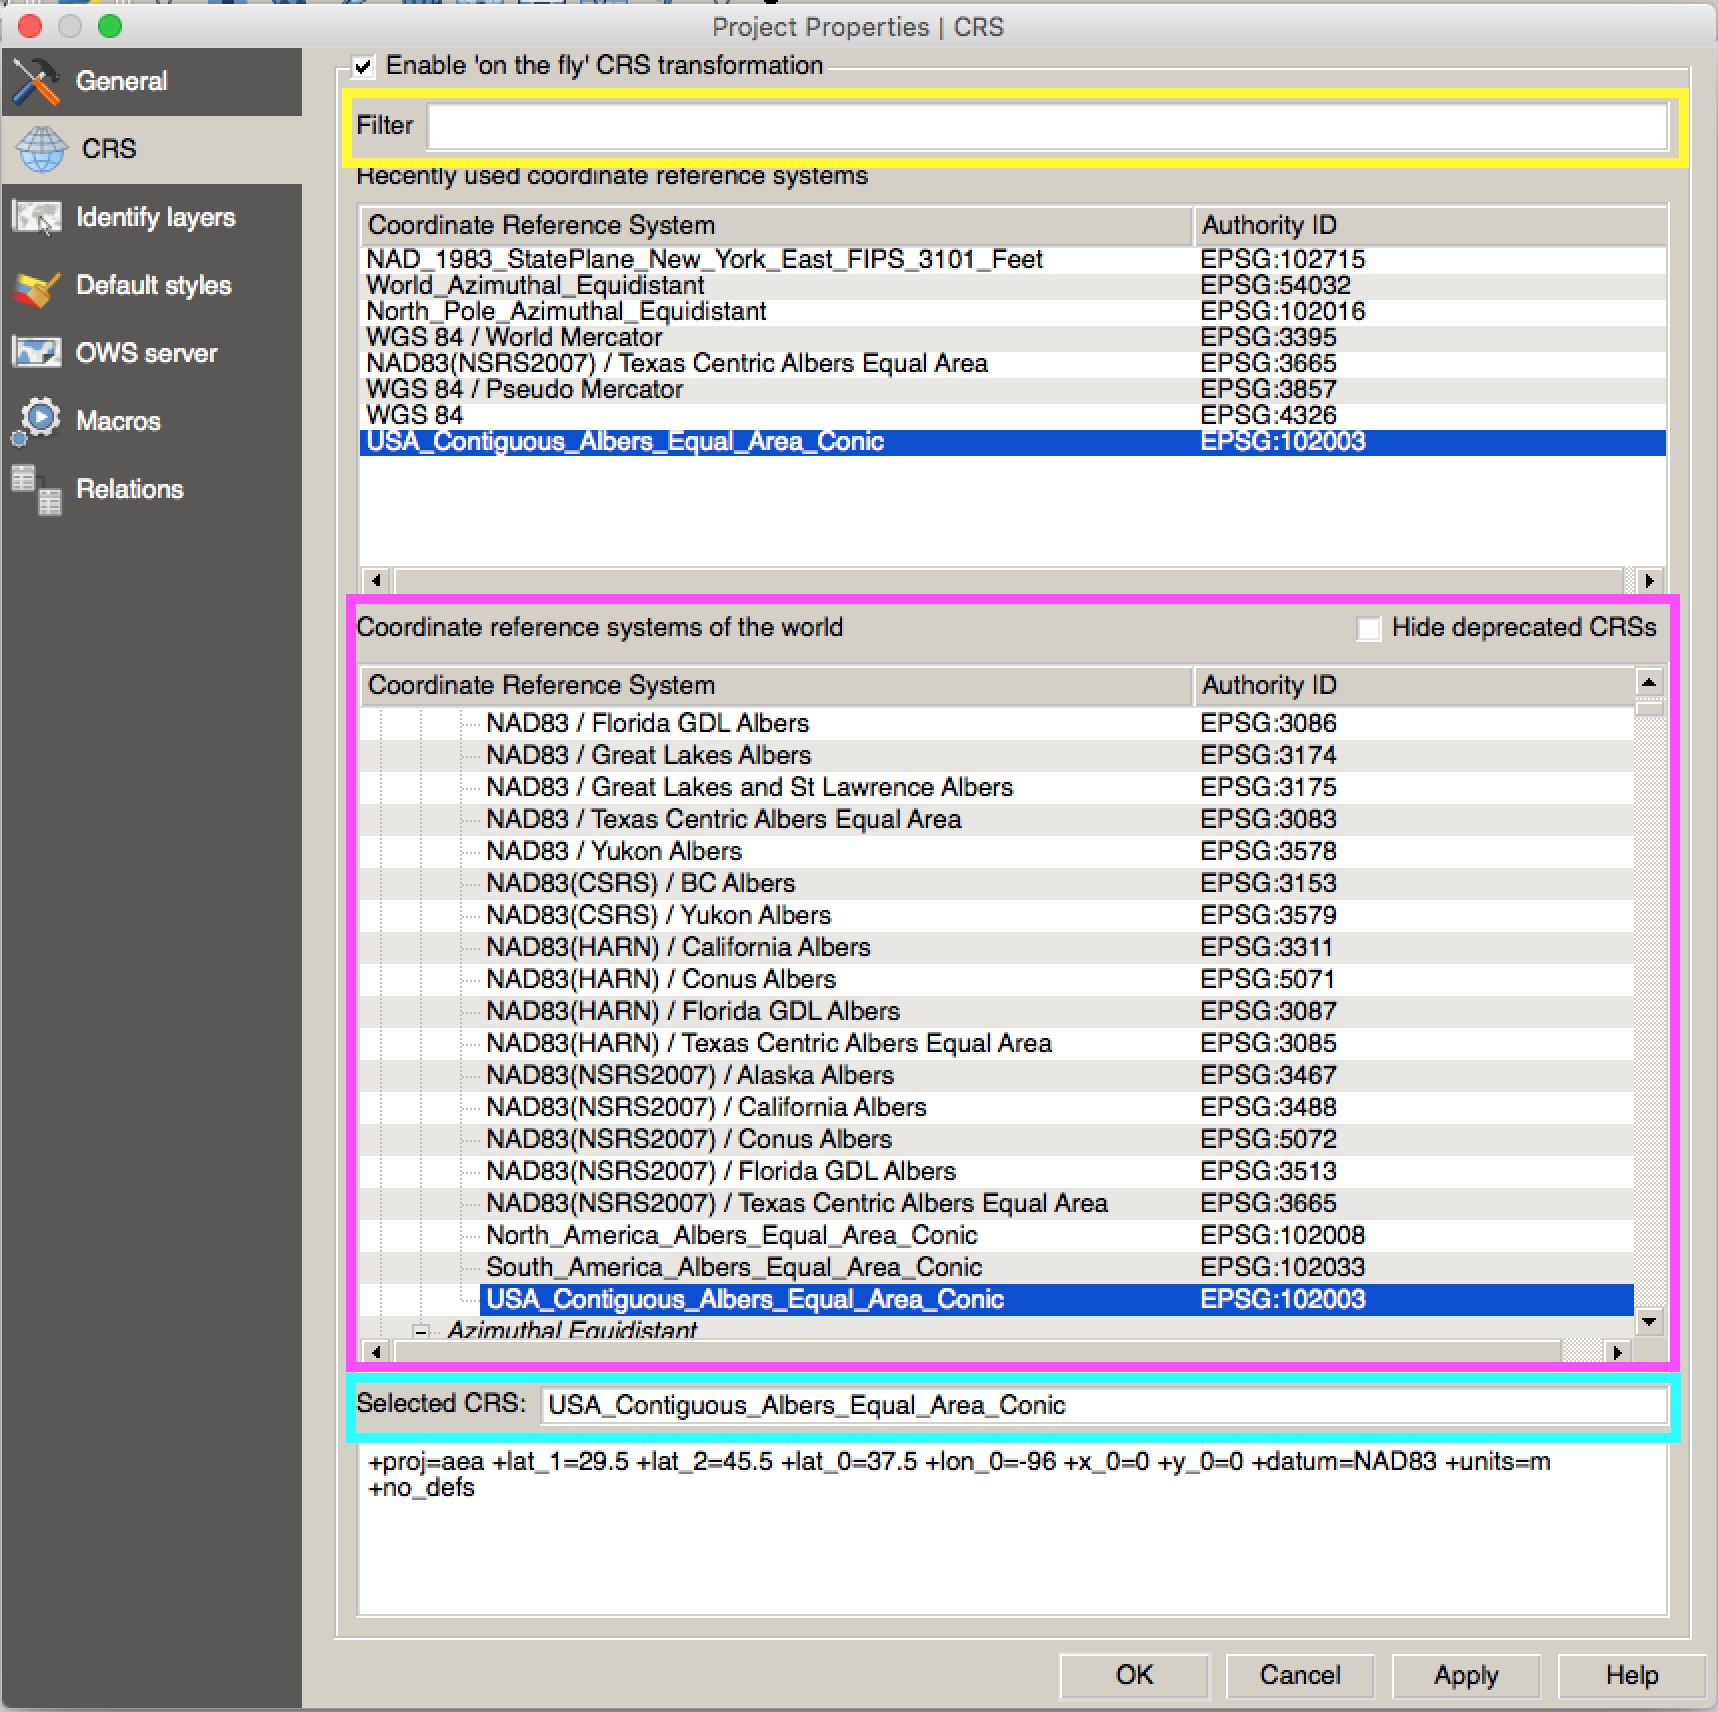 Project Properties | CRS
General
CRS
Identify layers
Default styles
OWS server
Macros
Relations
Enable 'on the fly' CRS transformation
Filter
Recently used coordinate reference systems
Coordinate Reference System Authority ID
NAD_1983_StatePlane_New_York_East_FIPS_3101_Feet EPSG:102715
World_Azimuthal_Equidistant EPSG:54032
North_Pole_Azimuthal_Equidistant EPSG:102016
WGS 84 / World Mercator EPSG:3395
NAD83(NSRS2007) / Texas Centric Albers Equal Area EPSG:3665
WGS 84 / Pseudo Mercator EPSG:3857
WGS 84 EPSG:4326
USA_Contiguous_Albers_Equal_Area_Conic EPSG:102003
Coordinate reference systems of the world Hide deprecated CRSs
Coordinate Reference System Authority ID
NAD83 / Florida GDL Albers EPSG:3086
NAD83 / Great Lakes Albers EPSG:3174
NAD83 / Great Lakes and St Lawrence Albers EPSG:3175
NAD83 / Texas Centric Albers Equal Area EPSG:3083
NAD83 / Yukon Albers EPSG:3578
NAD83(CSRS) / BC Albers EPSG:3153
NAD83(CSRS) / Yukon Albers EPSG:3579
NAD83(HARN) / California Albers EPSG:3311
NAD83(HARN) / Conus Albers EPSG:5071
NAD83(HARN) / Florida GDL Albers EPSG:3087
NAD83(HARN) / Texas Centric Albers Equal Area EPSG:3085
NAD83(NSRS2007) / Alaska Albers EPSG:3467
NAD83(NSRS2007) / California Albers EPSG:3488
NAD83(NSRS2007) / Conus Albers EPSG:5072
NAD83(NSRS2007) / Florida GDL Albers EPSG:3513
NAD83(NSRS2007) / Texas Centric Albers Equal Area EPSG:3665
North_America_Albers_Equal_Area_Conic EPSG:102008
South_America_Albers_Equal_Area_Conic EPSG:102033
USA_Contiguous_Albers_Equal_Area_Conic EPSG:102003
Azimuthal Equidistant
Selected CRS: USA_Contiguous_Albers_Equal_Area_Conic
+proj=aea +lat_1=29.5 +lat_2=45.5 +lat_0=37.5 +lon_0=-96 +x_0=0 +y_0=0 +datum=NAD83 +units=m
+no_defs
OK Cancel Apply Help